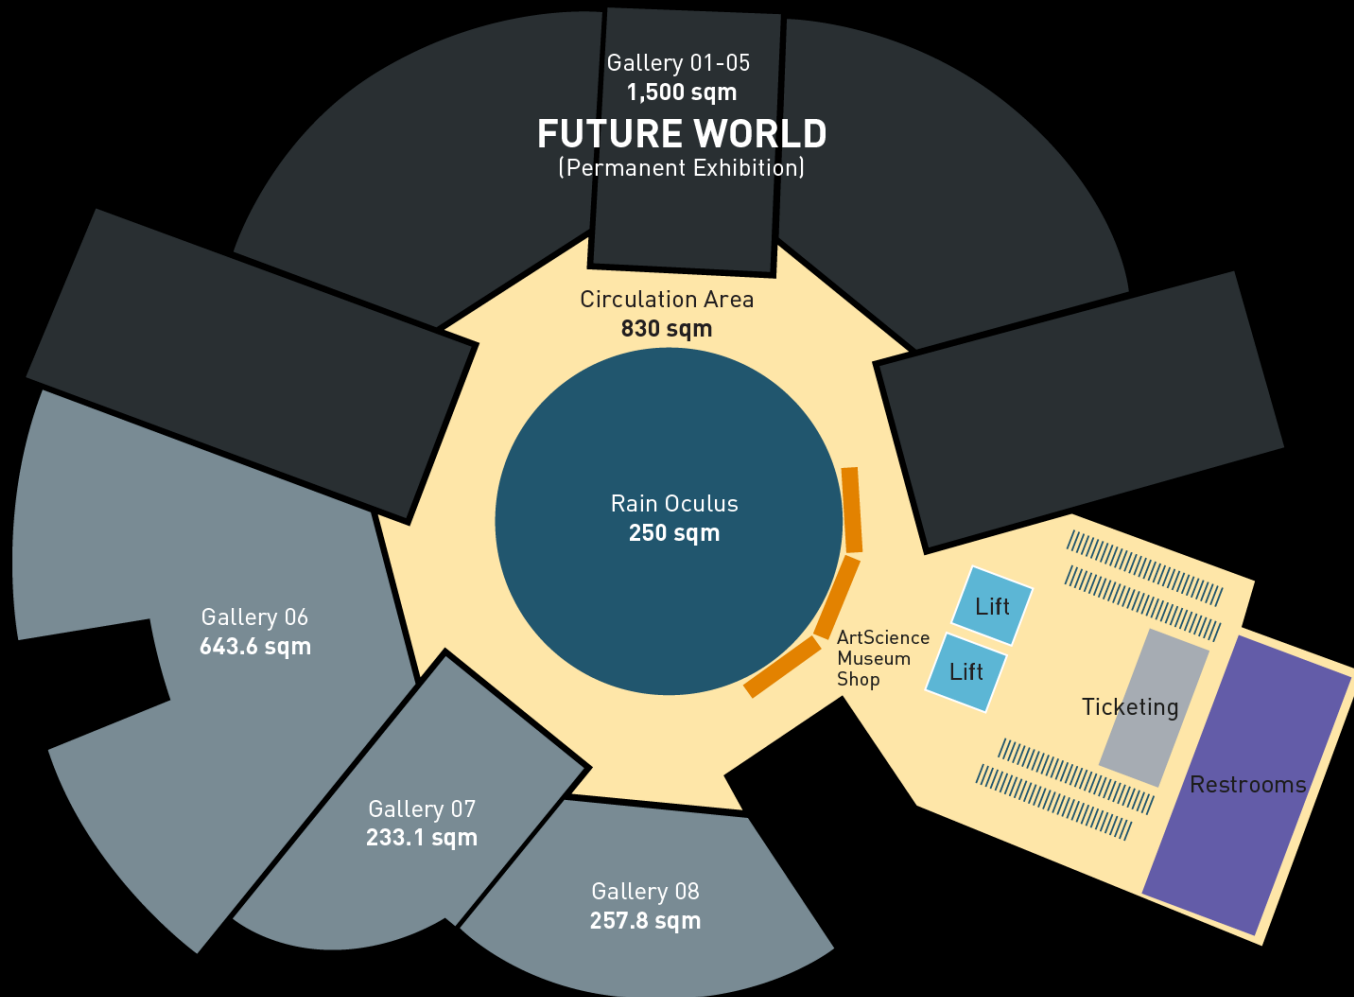 Gallery 01-05
1,500 sqm
FUTURE WORLD
(Permanent Exhibition)
Circulation Area
830 sqm
Rain Oculus
250 sqm
Gallery 06
643.6 sqm
Lift
ArtScience
Museum
Shop
Lift
Ticketing
Restrooms
Gallery 07
233.1 sqm
Gallery 08
257.8 sqm